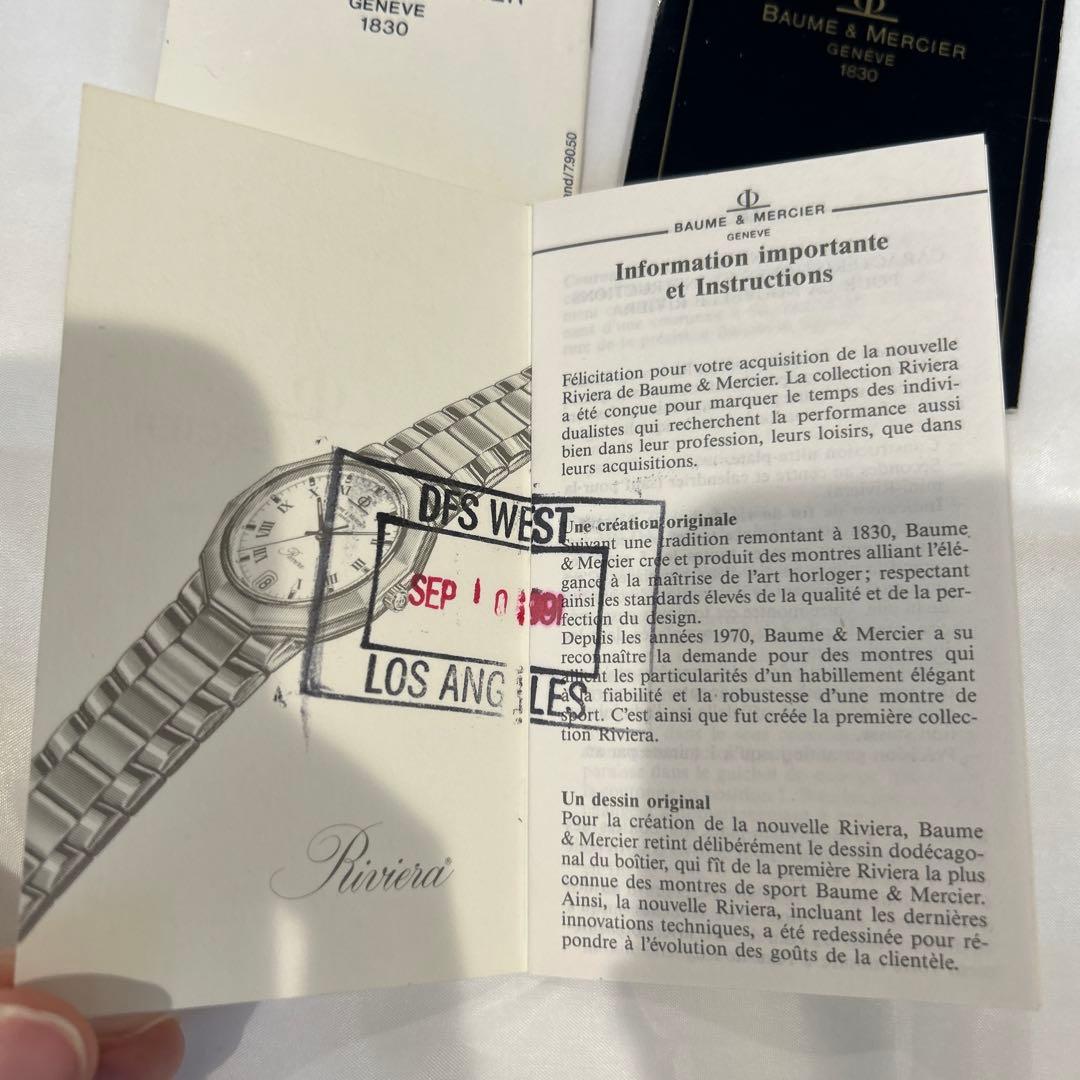 GENEVE
1830
BAUME & MERCIER
GENÈVE
1830
and/7.90.50
BAUME & MERCIER
GENEVE
Information importante
et Instructions
Félicitation pour votre acquisition de la nouvelle
Riviera de Baume & Mercier. La collection Riviera
a été conçue pour marquer le temps des indivi-
dualistes qui recherchent la performance aussi
bien dans leur profession, leurs loisirs, que dans
leurs acquisitions.
Une création originale
Suivant une tradition remontant à 1830, Baume
& Mercier crée et produit des montres alliant l'élé-
gance à la maîtrise de l'art horloger; respectant
ainsi les standards élevés de la qualité et de la per-
fection du design.
Depuis les années 1970, Baume & Mercier a su
reconnaître la demande pour des montres qui
allient les particularités d'un habillement élégant
à la fiabilité et la robustesse d'une montre de
sport. C'est ainsi que fut créée la première collec-
tion Riviera.
Un dessin original
Pour la création de la nouvelle Riviera, Baume
& Mercier retint délibérément le dessin dodécago-
nal du boîtier, qui fît de la première Riviera la plus
connue des montres de sport Baume & Mercier.
Ainsi, la nouvelle Riviera, incluant les dernières
innovations techniques, a été redessinée pour ré-
pondre à l'évolution des goûts de la clientèle.
DFS WEST
SEP 10
LOS ANGELES
Riviera®